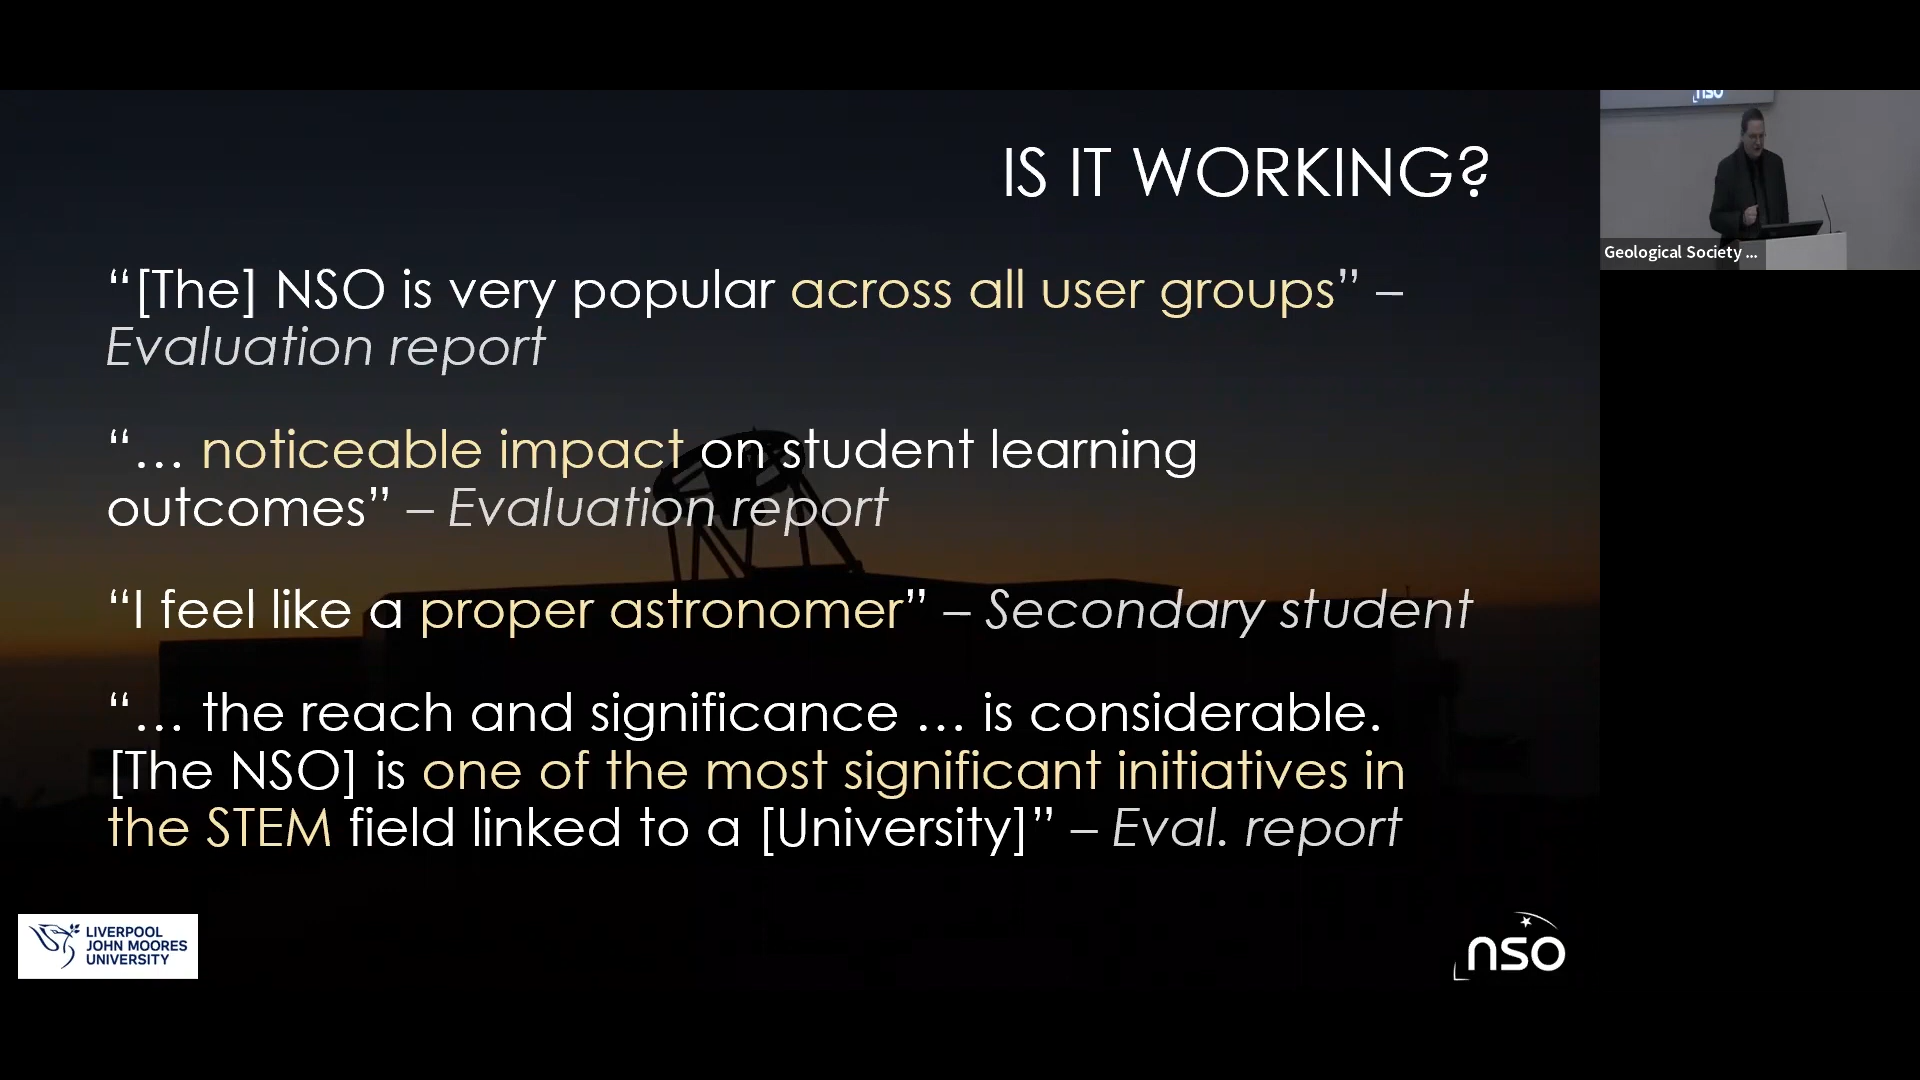 IS IT WORKING?
“[The] NSO is very popular across all user groups” –
Evaluation report
“… noticeable impact on student learning
outcomes” – Evaluation report
“I feel like a proper astronomer” – Secondary student
“… the reach and significance … is considerable.
[The NSO] is one of the most significant initiatives in
the STEM field linked to a [University]” – Eval. report
LIVERPOOL
JOHN MOORES
UNIVERSITY
nso
nso
Geological Society ...